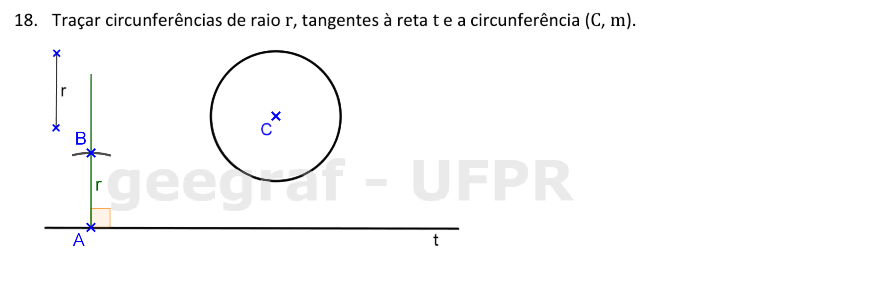 18. Traçar circunferências de raio r, tangentes à reta t e a circunferência (C, m).
r
B
C
geegraf - UFPR
r
A
t